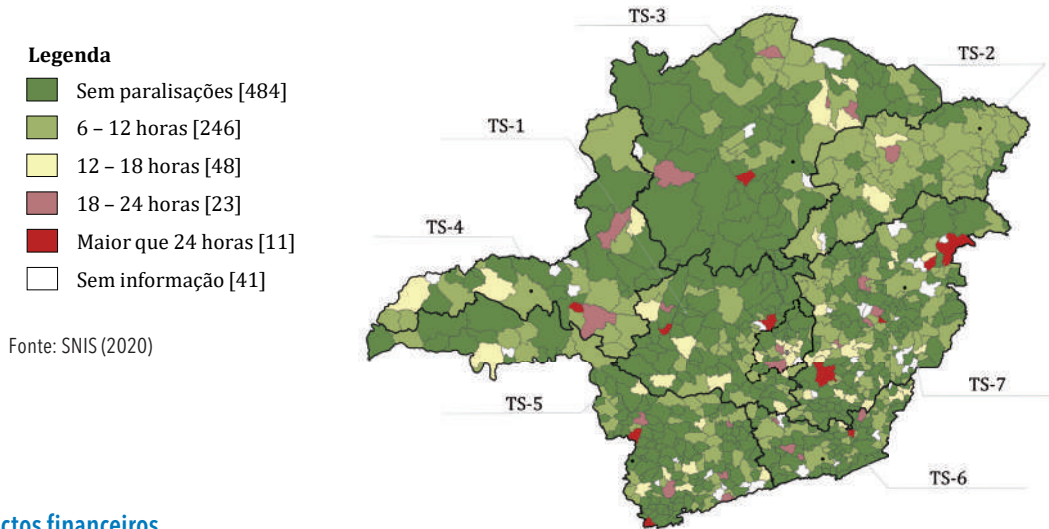 TS-3
Legenda
TS-2
Sem paralisações [484]
6 – 12 horas [246]
TS-1
12 – 18 horas [48]
18 – 24 horas [23]
TS-4
Maior que 24 horas [11]
Sem informação [41]
Fonte: SNIS (2020)
TS-7
TS-5
TS-6
ctos financeiros